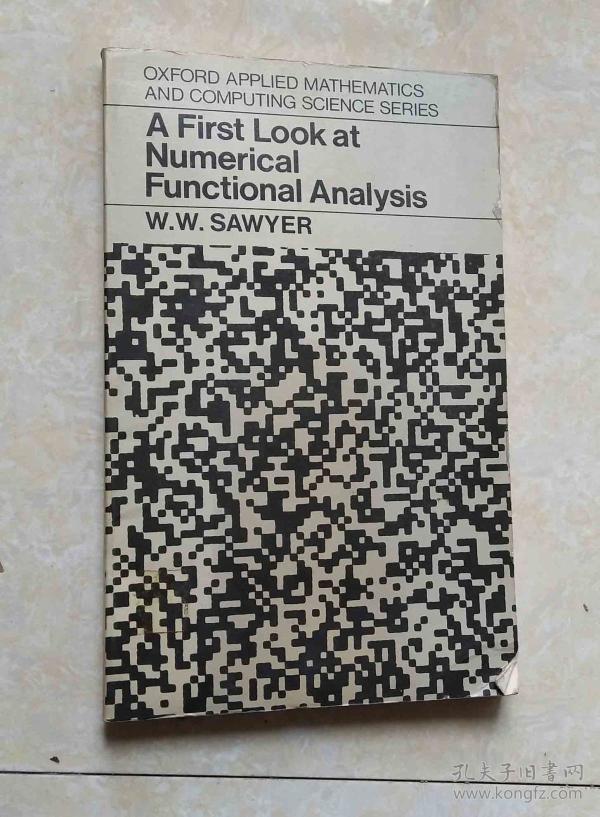 OXFORD APPLIED MATHEMATICS
AND COMPUTING SCIENCE SERIES
A First Look at
Numerical
Functional Analysis
W.W. SAWYER
孔夫子旧書网
www.kongfz.com